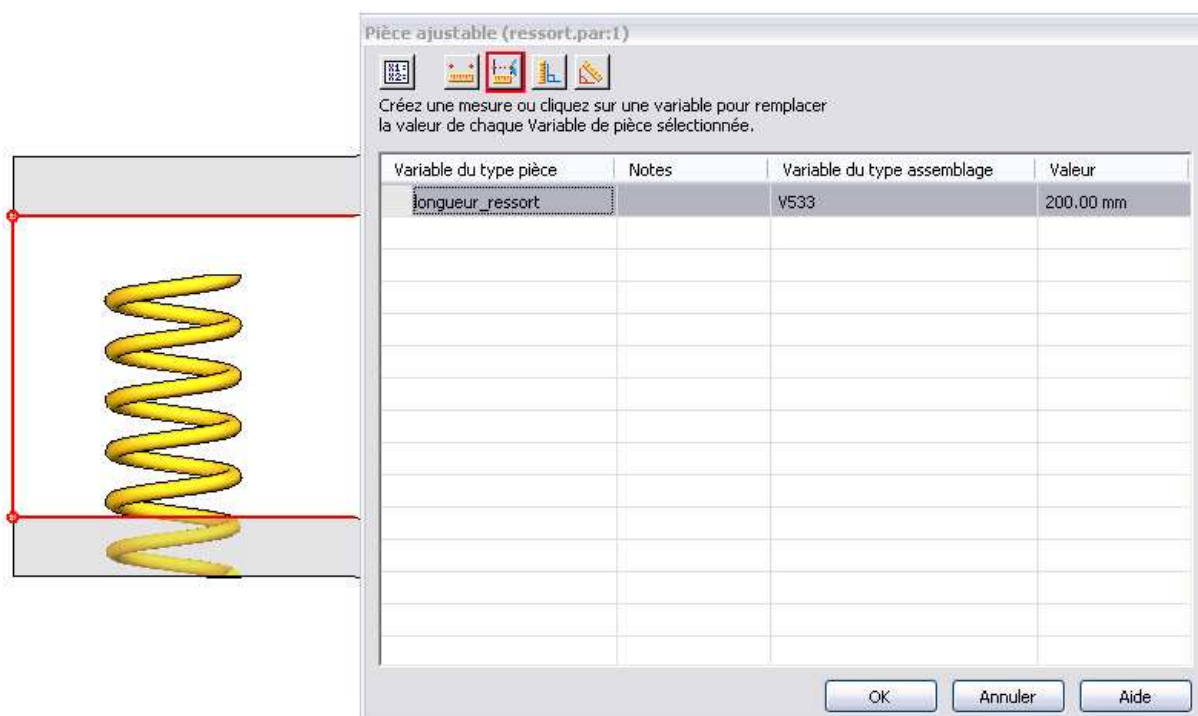 Pièce ajustable (ressort.par:1)
Créez une mesure ou cliquez sur une variable pour remplacer
la valeur de chaque Variable de pièce sélectionnée.
Variable du type pièce Notes Variable du type assemblage Valeur
longueur_ressort V533 200.00 mm
OK Annuler Aide